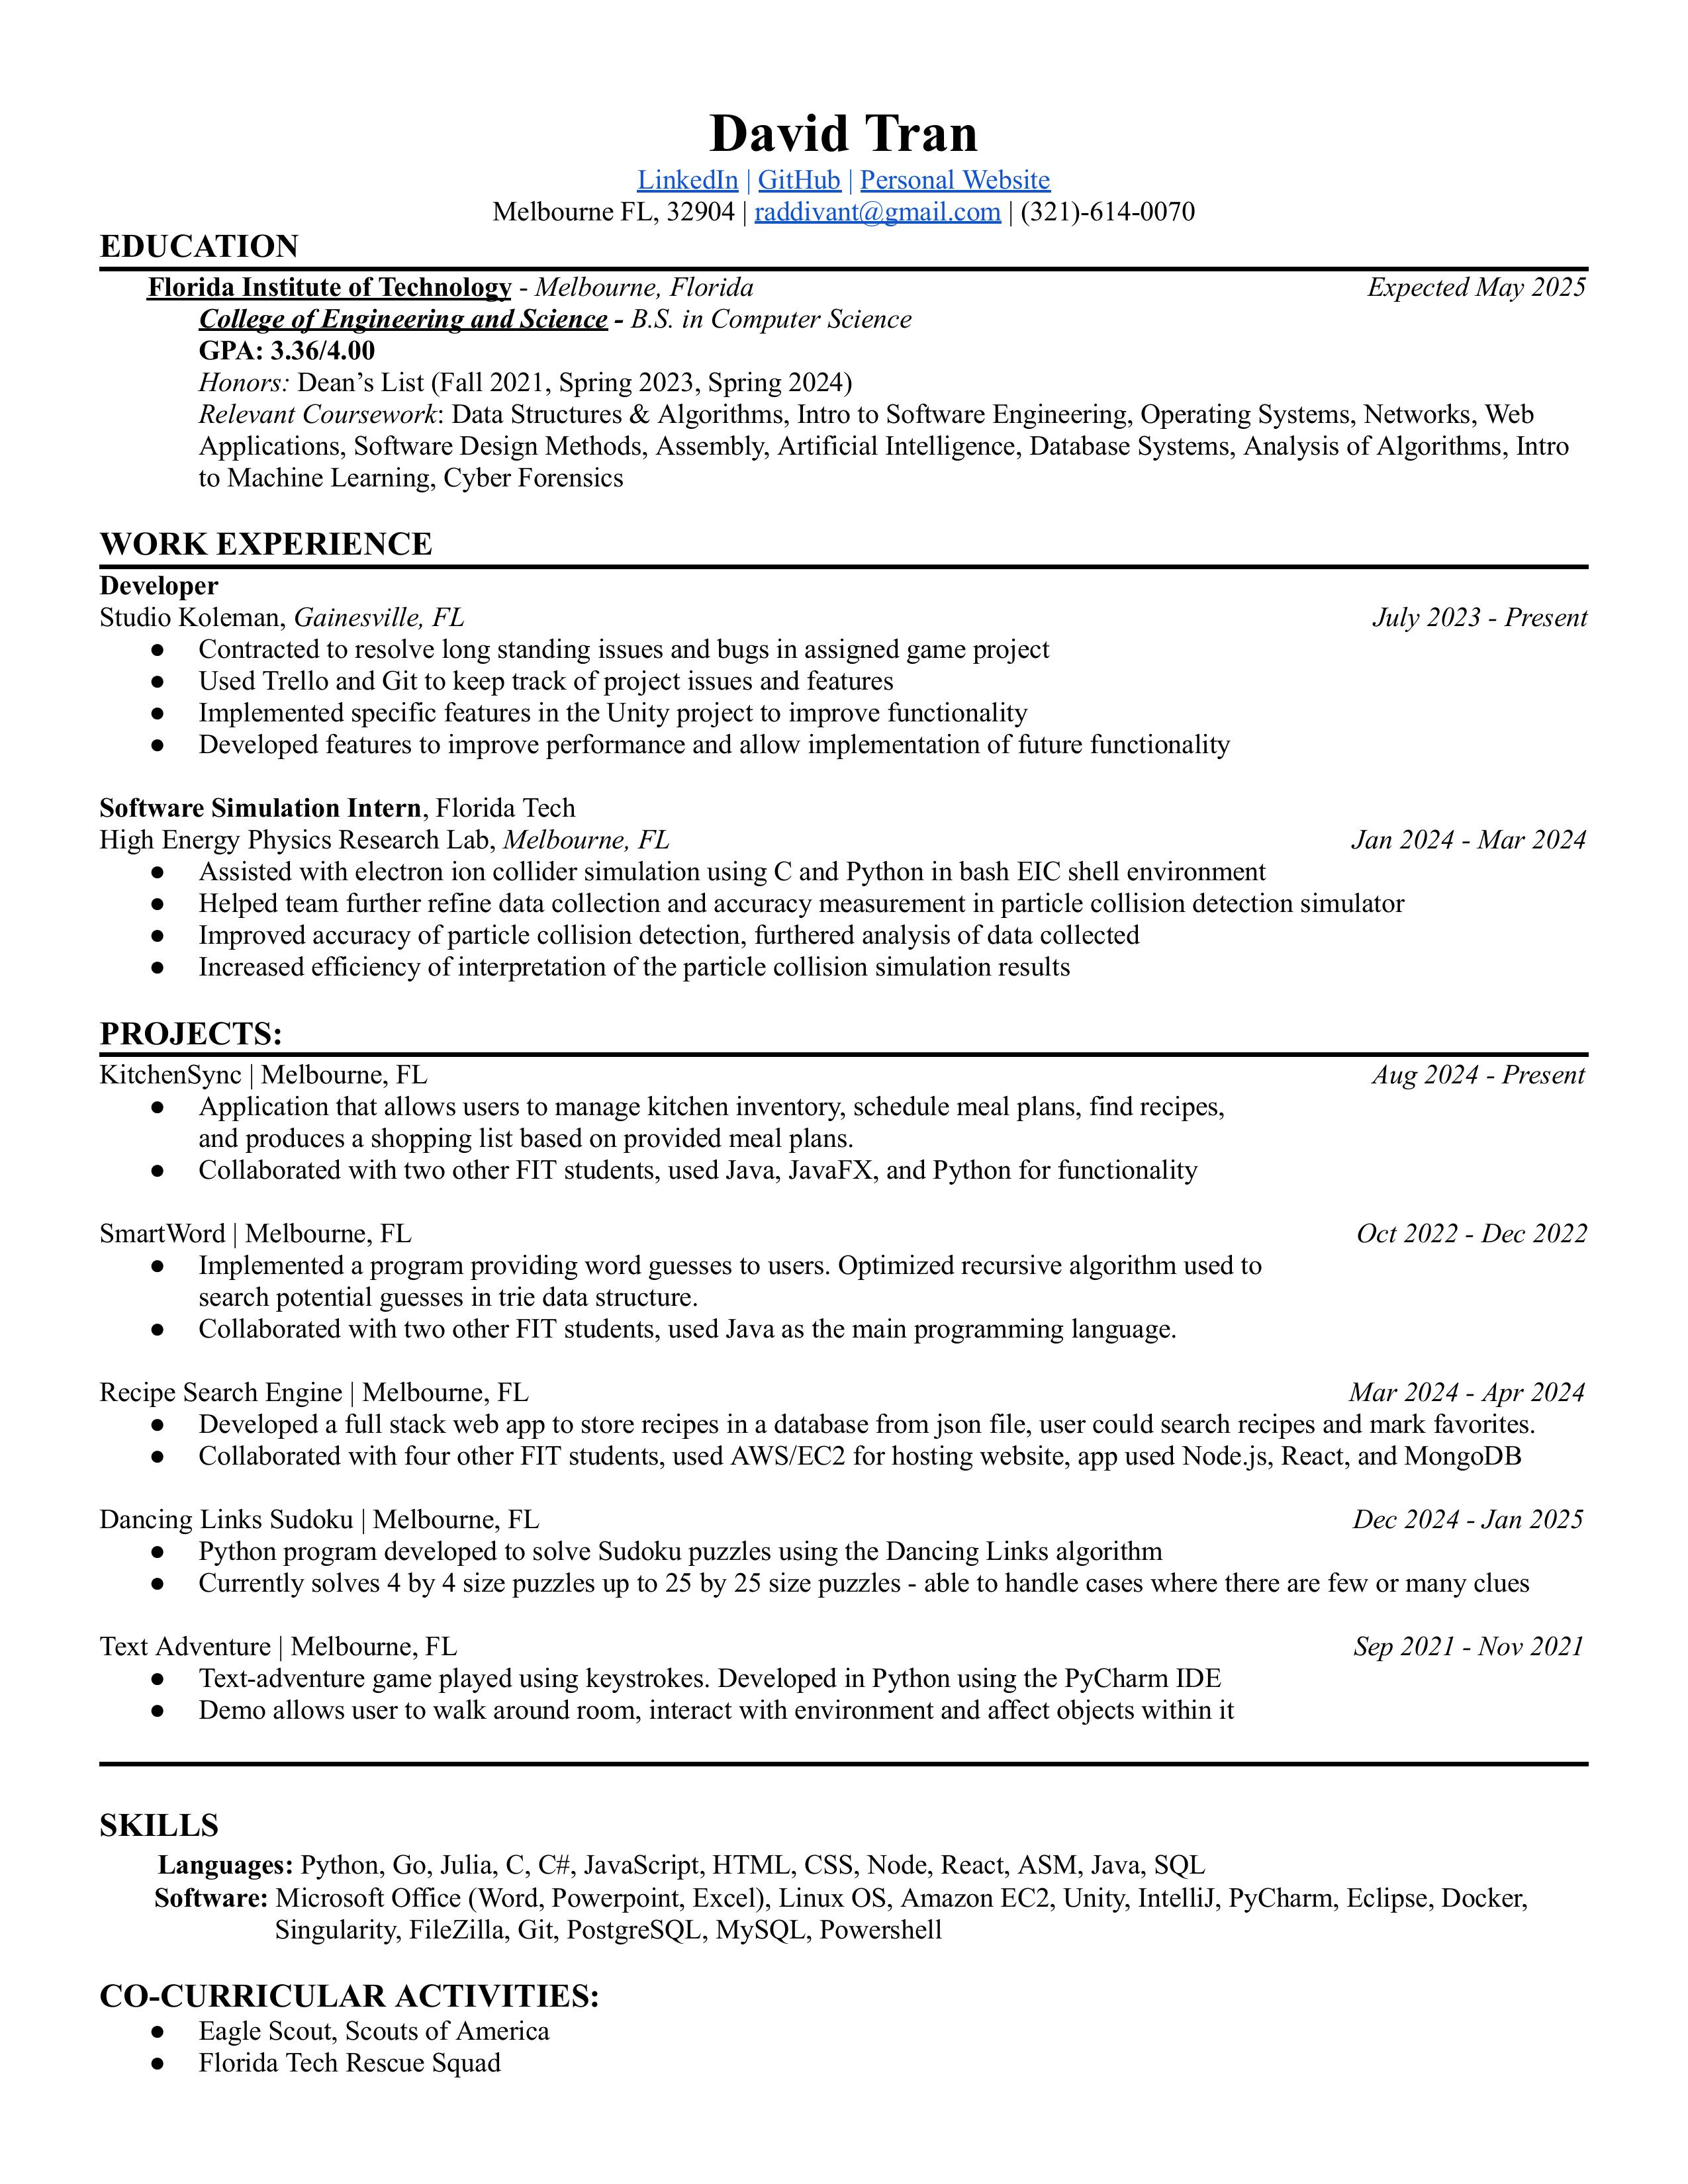 David Tran
LinkedIn | GitHub | Personal Website
Melbourne FL, 32904 | raddivant@gmail.com | (321)-614-0070
EDUCATION
Florida Institute of Technology - Melbourne, Florida Expected May 2025
College of Engineering and Science - B.S. in Computer Science
GPA: 3.36/4.00
Honors: Dean’s List (Fall 2021, Spring 2023, Spring 2024)
Relevant Coursework: Data Structures & Algorithms, Intro to Software Engineering, Operating Systems, Networks, Web
Applications, Software Design Methods, Assembly, Artificial Intelligence, Database Systems, Analysis of Algorithms, Intro
to Machine Learning, Cyber Forensics
WORK EXPERIENCE
Developer
Studio Koleman, Gainesville, FL July 2023 - Present
● Contracted to resolve long standing issues and bugs in assigned game project
● Used Trello and Git to keep track of project issues and features
● Implemented specific features in the Unity project to improve functionality
● Developed features to improve performance and allow implementation of future functionality
Software Simulation Intern, Florida Tech
High Energy Physics Research Lab, Melbourne, FL Jan 2024 - Mar 2024
● Assisted with electron ion collider simulation using C and Python in bash EIC shell environment
● Helped team further refine data collection and accuracy measurement in particle collision detection simulator
● Improved accuracy of particle collision detection, furthered analysis of data collected
● Increased efficiency of interpretation of the particle collision simulation results
PROJECTS:
KitchenSync | Melbourne, FL Aug 2024 - Present
● Application that allows users to manage kitchen inventory, schedule meal plans, find recipes,
and produces a shopping list based on provided meal plans.
● Collaborated with two other FIT students, used Java, JavaFX, and Python for functionality
SmartWord | Melbourne, FL Oct 2022 - Dec 2022
● Implemented a program providing word guesses to users. Optimized recursive algorithm used to
search potential guesses in trie data structure.
● Collaborated with two other FIT students, used Java as the main programming language.
Recipe Search Engine | Melbourne, FL Mar 2024 - Apr 2024
● Developed a full stack web app to store recipes in a database from json file, user could search recipes and mark favorites.
● Collaborated with four other FIT students, used AWS/EC2 for hosting website, app used Node.js, React, and MongoDB
Dancing Links Sudoku | Melbourne, FL Dec 2024 - Jan 2025
● Python program developed to solve Sudoku puzzles using the Dancing Links algorithm
● Currently solves 4 by 4 size puzzles up to 25 by 25 size puzzles - able to handle cases where there are few or many clues
Text Adventure | Melbourne, FL Sep 2021 - Nov 2021
● Text-adventure game played using keystrokes. Developed in Python using the PyCharm IDE
● Demo allows user to walk around room, interact with environment and affect objects within it
SKILLS
Languages: Python, Go, Julia, C, C#, JavaScript, HTML, CSS, Node, React, ASM, Java, SQL
Software: Microsoft Office (Word, Powerpoint, Excel), Linux OS, Amazon EC2, Unity, IntelliJ, PyCharm, Eclipse, Docker,
Singularity, FileZilla, Git, PostgreSQL, MySQL, Powershell
CO-CURRICULAR ACTIVITIES:
● Eagle Scout, Scouts of America
● Florida Tech Rescue Squad